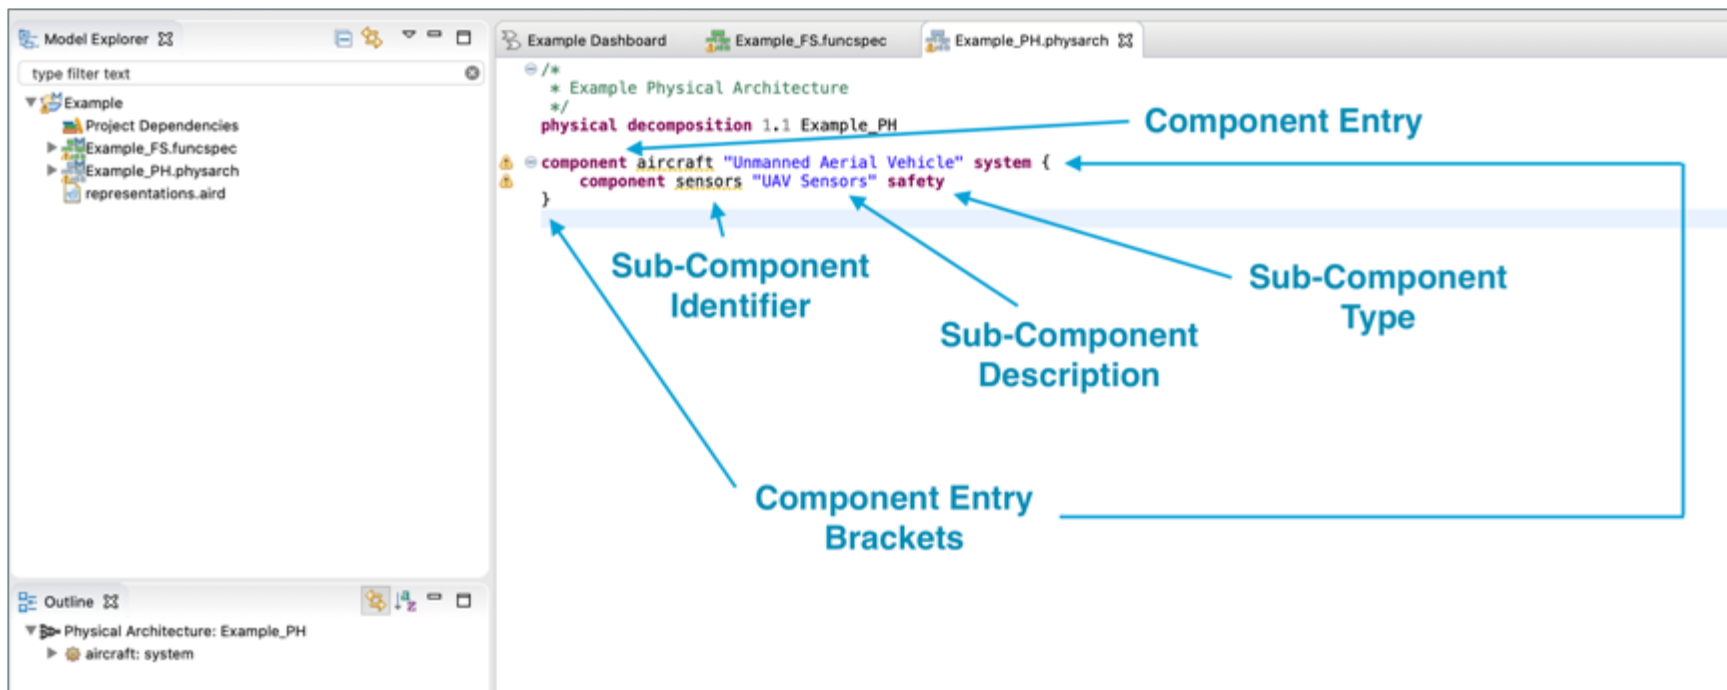 Model Explorer
type filter text
Example
Project Dependencies
Example_FS.funcspec
Example_PH.physarch
representations.aird
Outline
Physical Architecture: Example_PH
aircraft: system
Example Dashboard
Example_FS.funcspec
Example_PH.physarch
/*
* Example Physical Architecture
*/
physical decomposition 1.1 Example_PH
component aircraft "Unmanned Aerial Vehicle" system {
component sensors "UAV Sensors" safety
}
Component Entry
Sub-Component
Identifier
Sub-Component
Type
Sub-Component
Description
Component Entry
Brackets